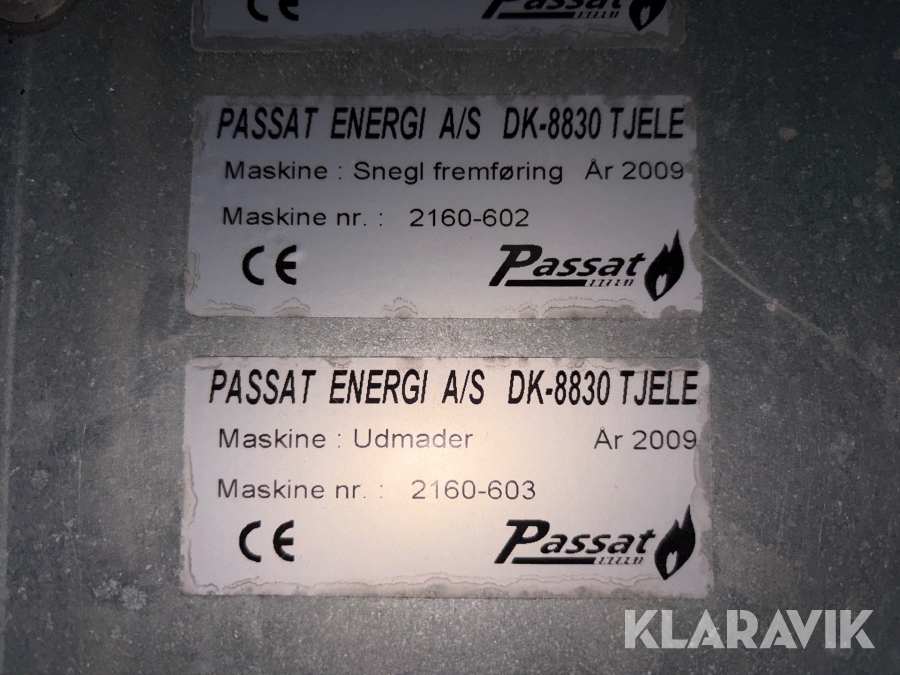 Passat
PASSAT ENERGI A/S DK-8830 TJELE
Maskine : Snegl fremføring År 2009
Maskine nr. : 2160-602
CE Passat
PASSAT ENERGI A/S DK-8830 TJELE
Maskine : Udmader År 2009
Maskine nr. : 2160-603
CE Passat
KLARAVIK